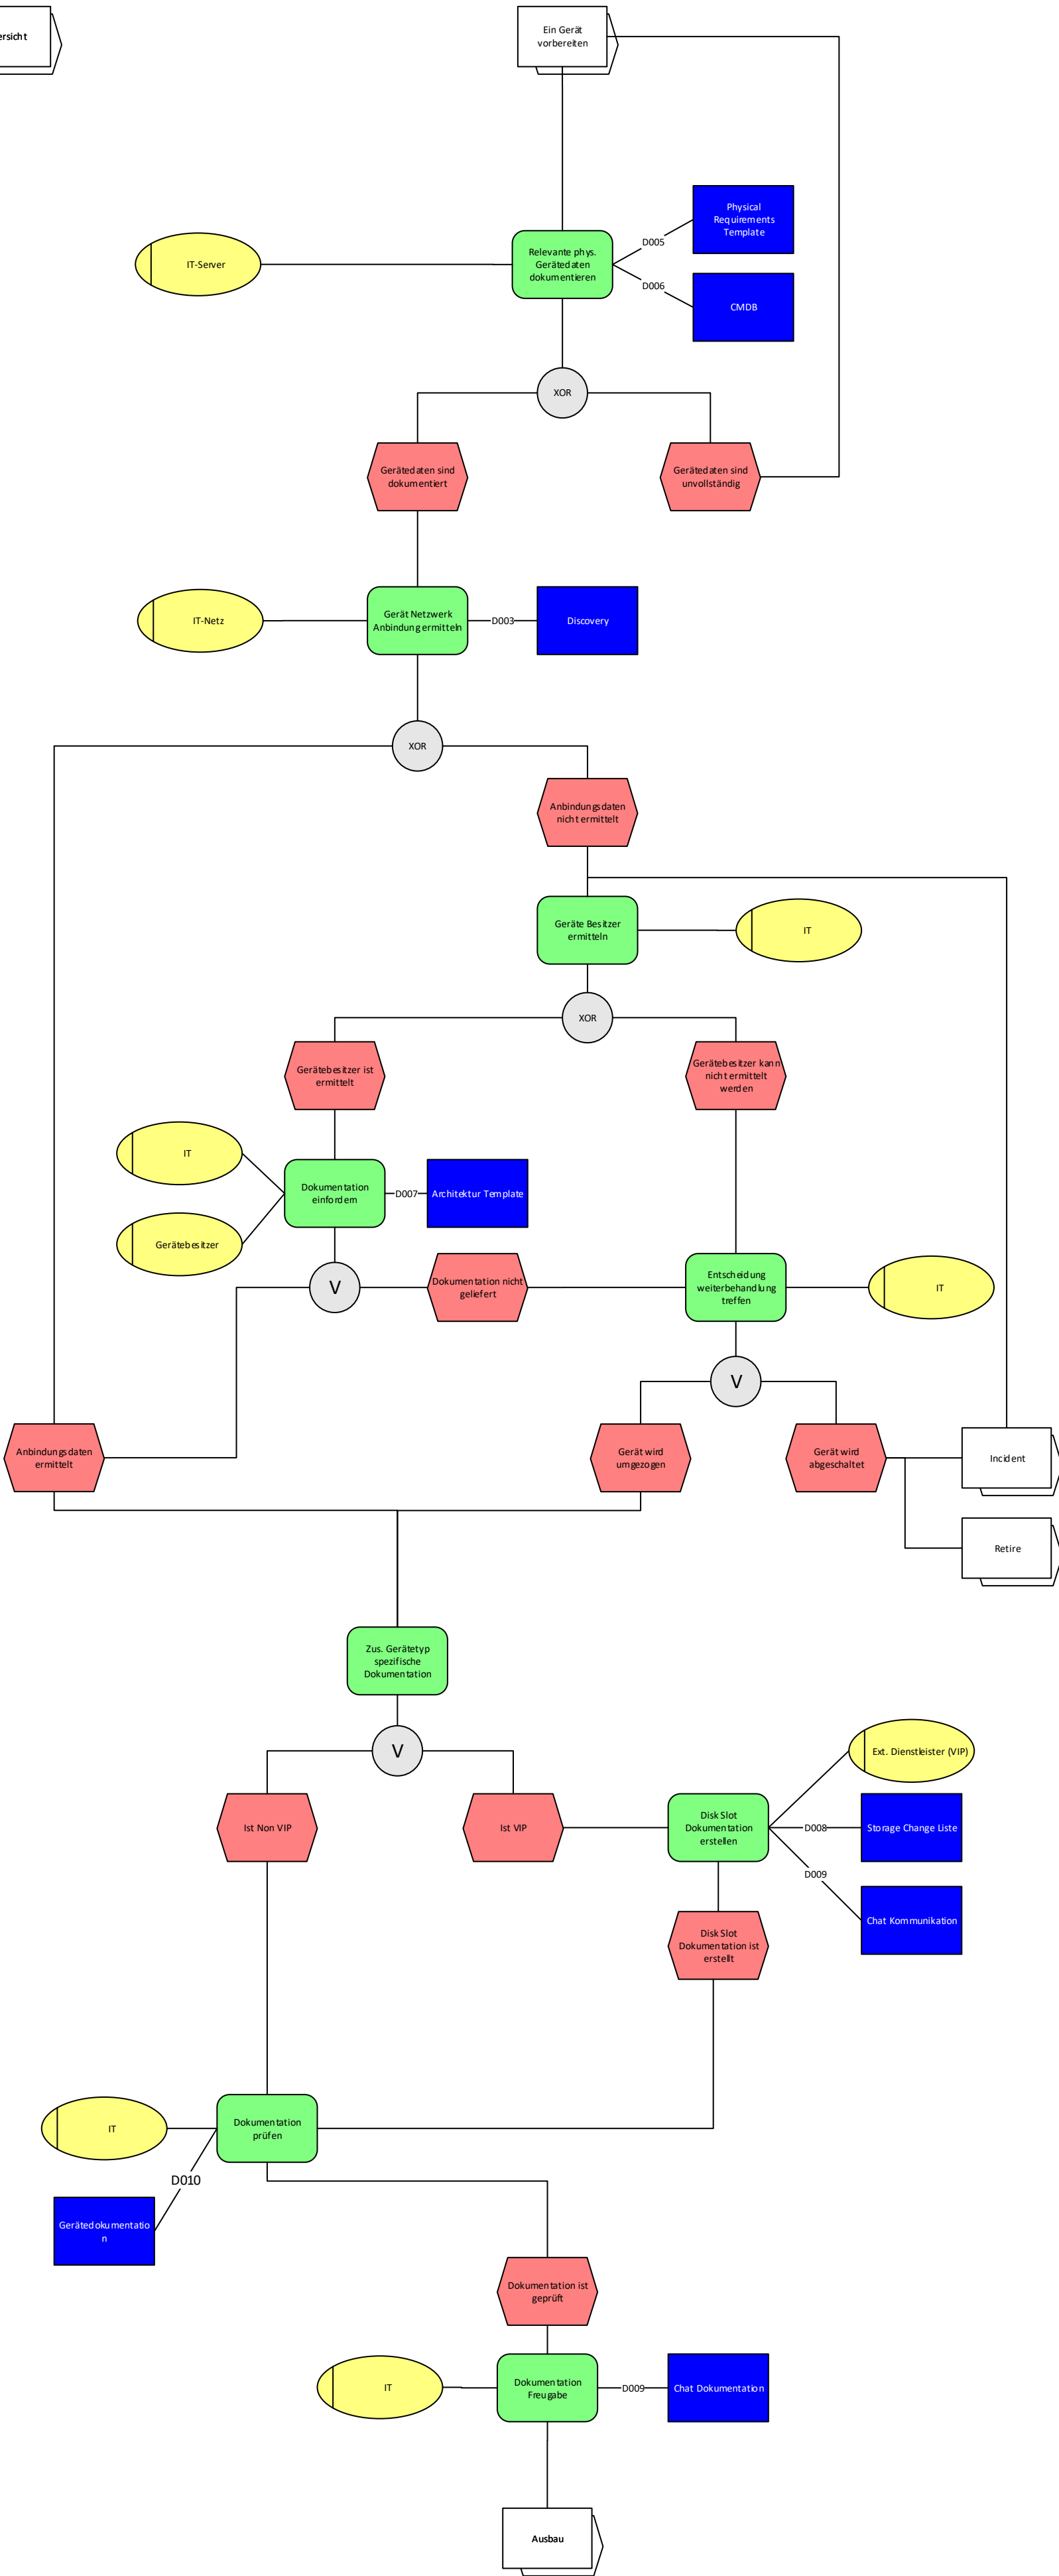 ersicht
Ein Gerät
vorbereiten
Physical
Requirements
Template
D005
Relevante phys.
Gerätedaten
dokumentieren
IT-Server
D006
CMDB
XOR
Gerätedaten sind
dokumentiert
Gerätedaten sind
unvollständig
IT-Netz
Gerät Netzwerk
Anbindung ermitteln
D003
Discovery
XOR
Anbindungsdaten
nicht ermittelt
Geräte Besitzer
ermitteln
IT
XOR
Gerätebesitzer ist
ermittelt
Gerätebesitzer kann
nicht ermittelt
werden
IT
Dokumentation
einfordern
D007
Architektur Template
Gerätebesitzer
V
Dokumentation nicht
geliefert
Entscheidung
weiterbehandlung
treffen
IT
V
Anbindungsdaten
ermittelt
Gerät wird
umgezogen
Gerät wird
abgeschaltet
Incident
Retire
Zus. Gerätetyp
spezifische
Dokumentation
V
Ext. Dienstleister (VIP)
Ist Non VIP
Ist VIP
Disk Slot
Dokumentation
erstellen
D008
Storage Change Liste
D009
Chat Kommunikation
Disk Slot
Dokumentation ist
erstellt
IT
Dokumentation
prüfen
D010
Gerätedokumentatio
n
Dokumentation ist
geprüft
IT
Dokumentation
Freugabe
D009
Chat Dokumentation
Ausbau